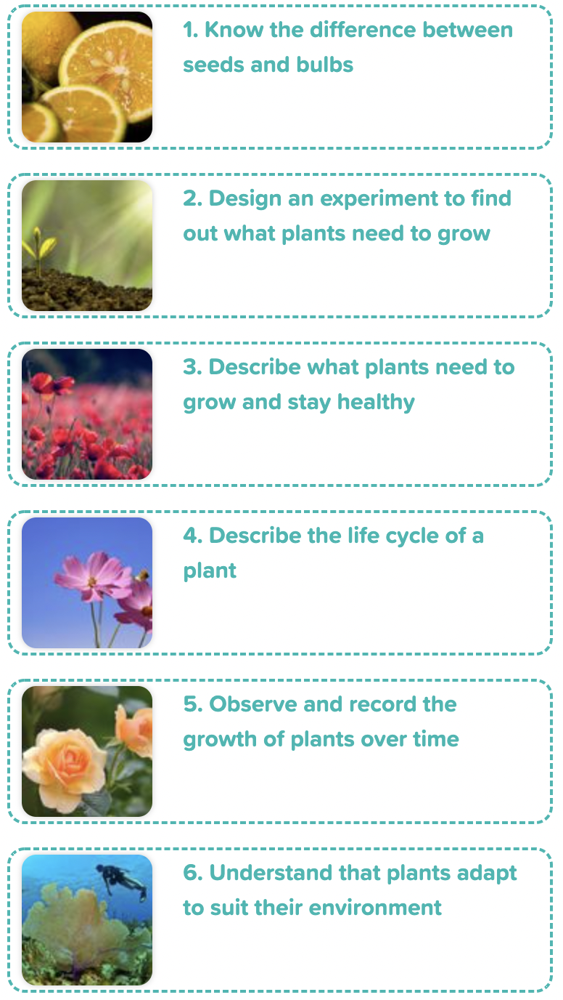 1. Know the difference between
seeds and bulbs
2. Design an experiment to find
out what plants need to grow
3. Describe what plants need to
grow and stay healthy
4. Describe the life cycle of a
plant
5. Observe and record the
growth of plants over time
6. Understand that plants adapt
to suit their environment